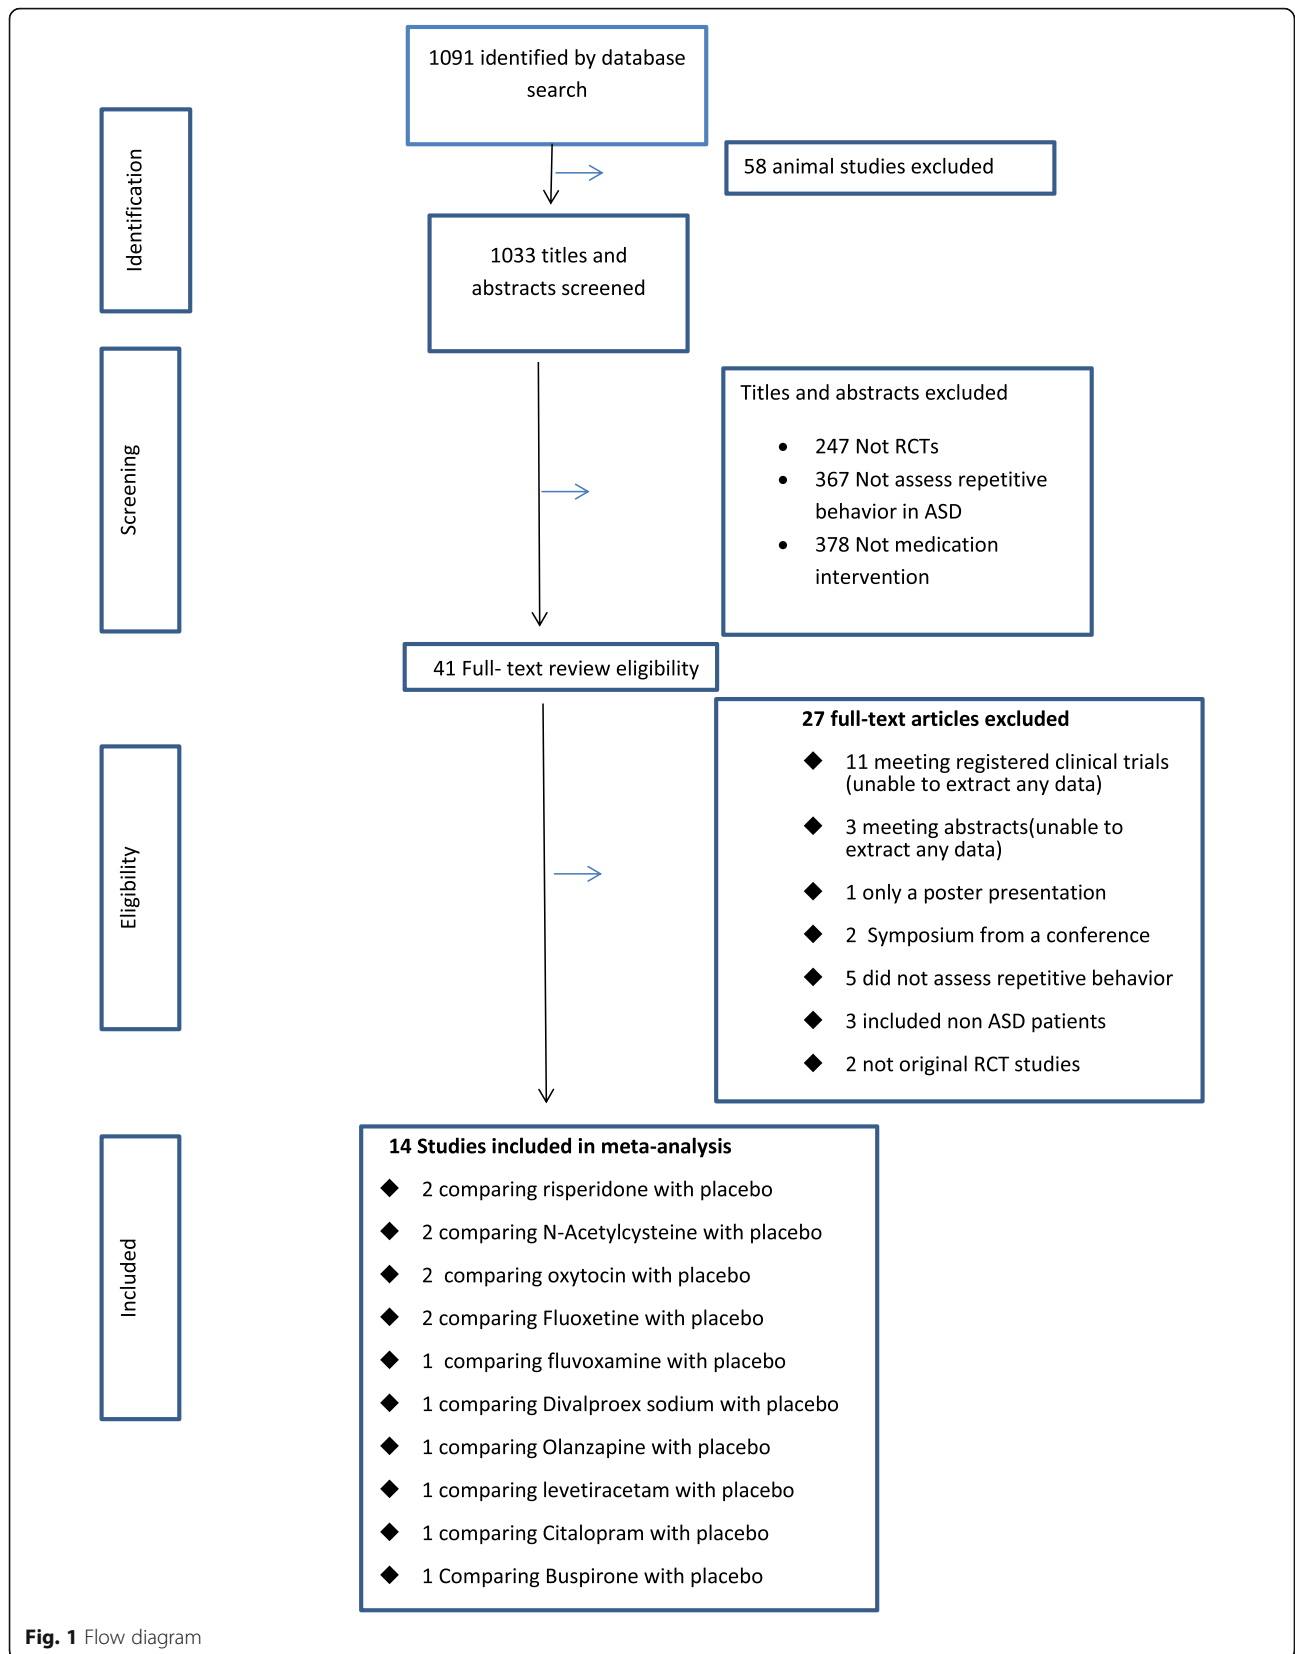 1091 identified by database
search
58 animal studies excluded
Identification
1033 titles and
abstracts screened
Screening
Titles and abstracts excluded
• 247 Not RCTs
• 367 Not assess repetitive
behavior in ASD
• 378 Not medication
intervention
41 Full- text review eligibility
Eligibility
27 full-text articles excluded
◆ 11 meeting registered clinical trials
(unable to extract any data)
◆ 3 meeting abstracts(unable to
extract any data)
◆ 1 only a poster presentation
◆ 2 Symposium from a conference
◆ 5 did not assess repetitive behavior
◆ 3 included non ASD patients
◆ 2 not original RCT studies
Included
14 Studies included in meta-analysis
◆ 2 comparing risperidone with placebo
◆ 2 comparing N-Acetylcysteine with placebo
◆ 2 comparing oxytocin with placebo
◆ 2 comparing Fluoxetine with placebo
◆ 1 comparing fluvoxamine with placebo
◆ 1 comparing Divalproex sodium with placebo
◆ 1 comparing Olanzapine with placebo
◆ 1 comparing levetiracetam with placebo
◆ 1 comparing Citalopram with placebo
◆ 1 Comparing Buspirone with placebo
Fig. 1 Flow diagram